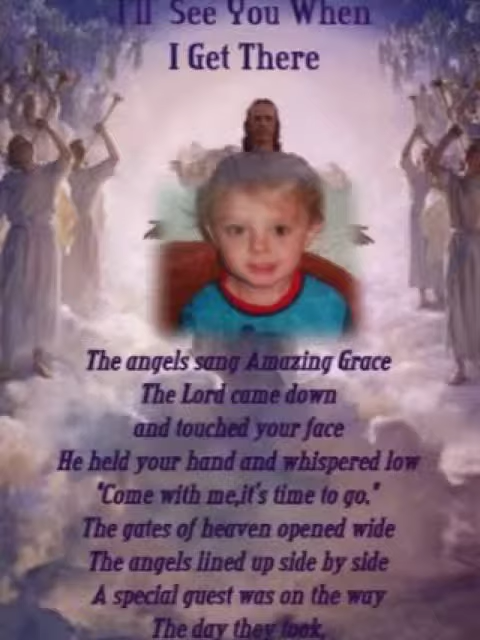 I'll See You When
I Get There
The angels sang Amazing Grace
The Lord came down
and touched your face
He held your hand and whispered low
"Come with me,it's time to go."
The gates of heaven opened wide
The angels lined up side by side
A special guest was on the way
The day they took,